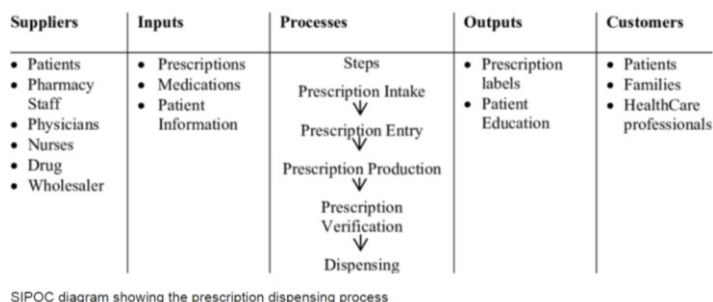 Suppliers
Inputs
Processes
Outputs
Customers
• Patients
• Pharmacy
Staff
• Physicians
• Nurses
• Drug
• Wholesaler
• Prescriptions
• Medications
• Patient
Information
Steps
Prescription Intake
Prescription Entry
Prescription Production
Prescription
Verification
Dispensing
• Prescription
labels
• Patient
Education
• Patients
• Families
• HealthCare
professionals
SIPOC diagram showing the prescription dispensing process